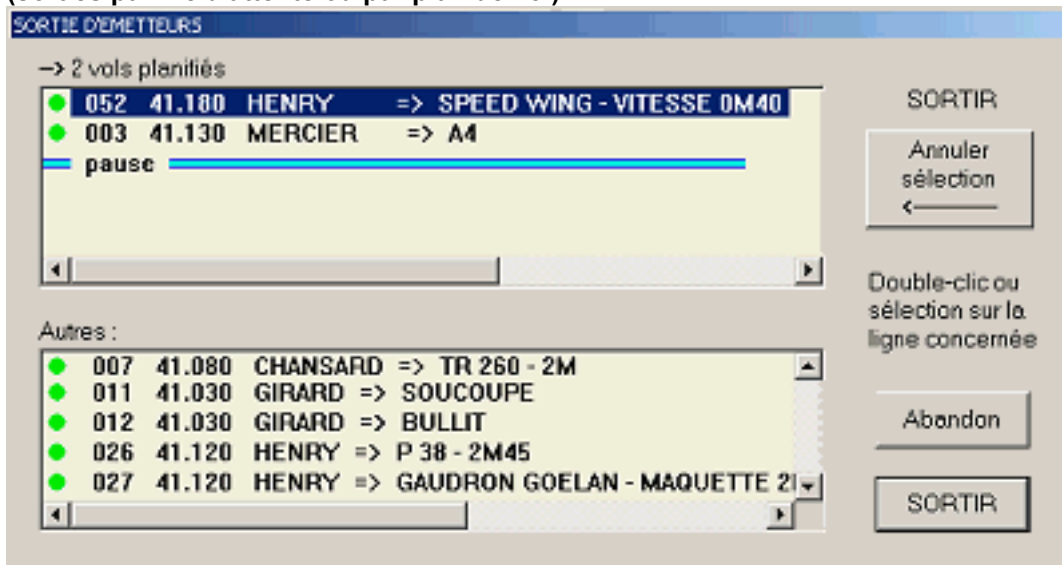 SORTIE D'EMETTEURS
--> 2 vols planifiés
052 41.180 HENRY => SPEED WING - VITESSE 0M40
003 41.130 MERCIER => A4
pause
Autres :
007 41.080 CHANSARD => TR 260 - 2M
011 41.030 GIRARD => SOUCOUPE
012 41.030 GIRARD => BULLIT
026 41.120 HENRY => P 38 - 2M45
027 41.120 HENRY => GAUDRON GOELAN - MAQUETTE
SORTIR
Annuler
sélection
<———
Double-clic ou
sélection sur la
ligne concernée
Abandon
SORTIR